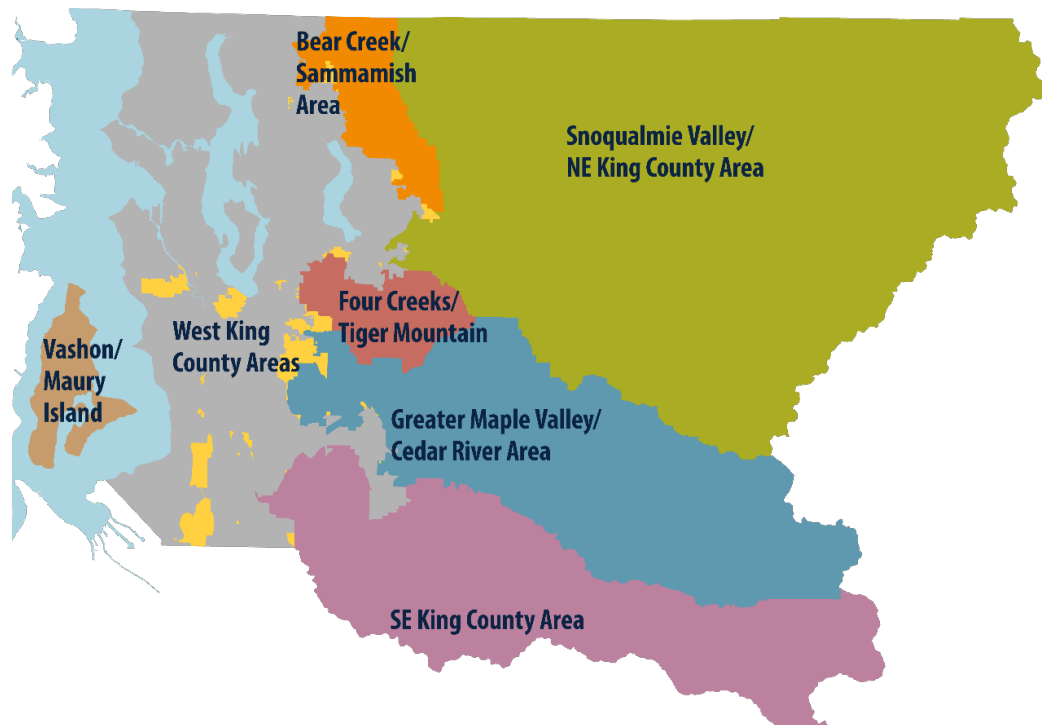 Bear Creek/
Sammamish
Area
Snoqualmie Valley/
NE King County Area
Four Creeks/
Tiger Mountain
West King
County Areas
Vashon/
Maury
Island
Greater Maple Valley/
Cedar River Area
SE King County Area